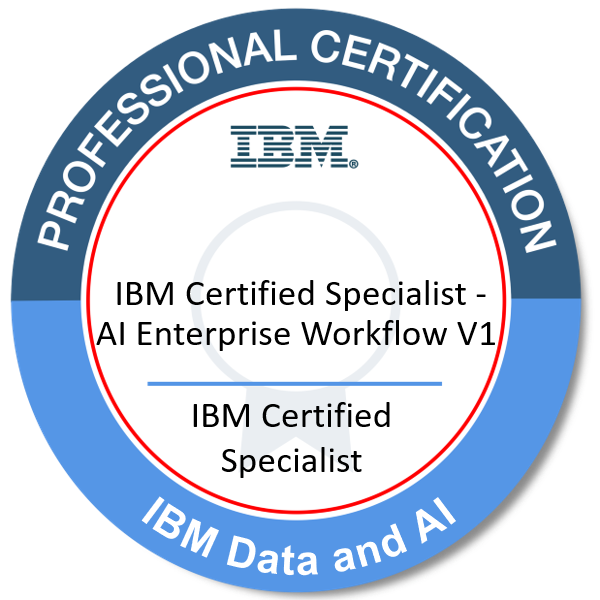 PROFESSIONAL CERTIFICATION
IBM®
IBM Certified Specialist -
AI Enterprise Workflow V1
IBM Certified
Specialist
IBM Data and AI